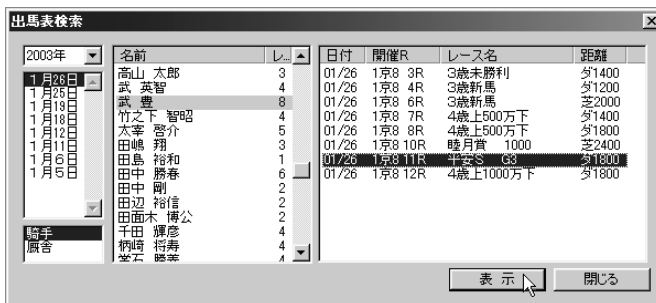 出馬表検索
2003年
1月26日
1月25日
1月19日
1月18日
1月12日
1月11日
1月6日
1月5日
騎手
厩舎
名前 レ...
高山 太郎 3
武 英智 4
武 豊 8
竹之下 智昭 4
太宰 啓介 5
田嶋 翔 3
田島 裕和 1
田中 勝春 6
田中 剛 2
田辺 裕信 2
田面木 博公 2
千田 輝彦 4
柄崎 将寿 4
常石 勝義 4
日付 開催R レース名 距離
01/26 1京8 3R 3歳未勝利 ダ1400
01/26 1京8 4R 3歳新馬 ダ1200
01/26 1京8 6R 3歳新馬 芝2000
01/26 1京8 7R 4歳上500万下 ダ1400
01/26 1京8 8R 4歳上500万下 ダ1800
01/26 1京8 10R 睦月賞 1000 芝2400
01/26 1京8 11R 平安S G3 ダ1800
01/26 1京8 12R 4歳上1000万下 ダ1800
表 示
閉じる